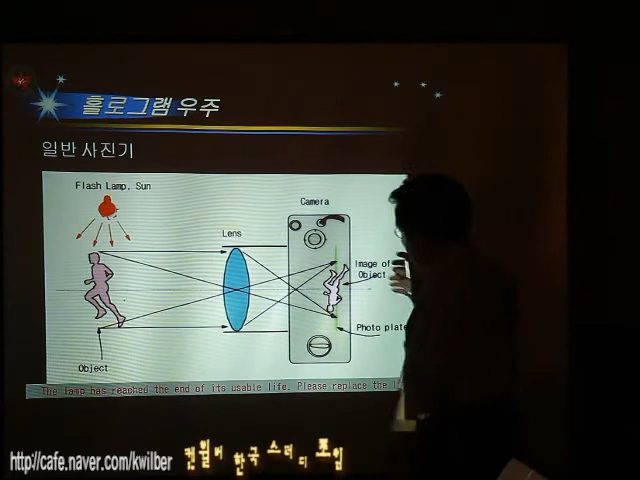 홀로그램 우주
일반 사진기
Flash Lamp, Sun
Camera
Lens
Image of
Object
Photo plate
Object
The lamp has reached the end of its usable life. Please replace the
http://cafe.naver.com/kwilber 켄윌버 한국 스터디 모임